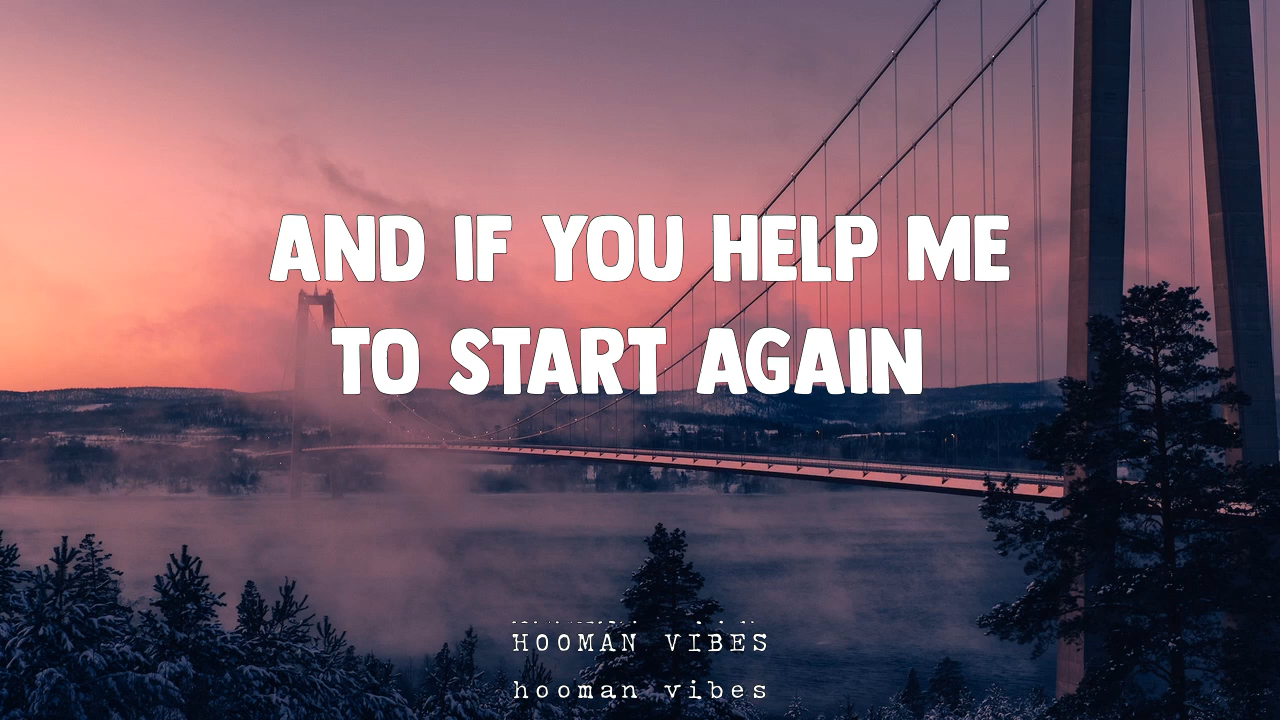 AND IF YOU HELP ME
TO START AGAIN
HOOMAN VIBES
hooman vibes